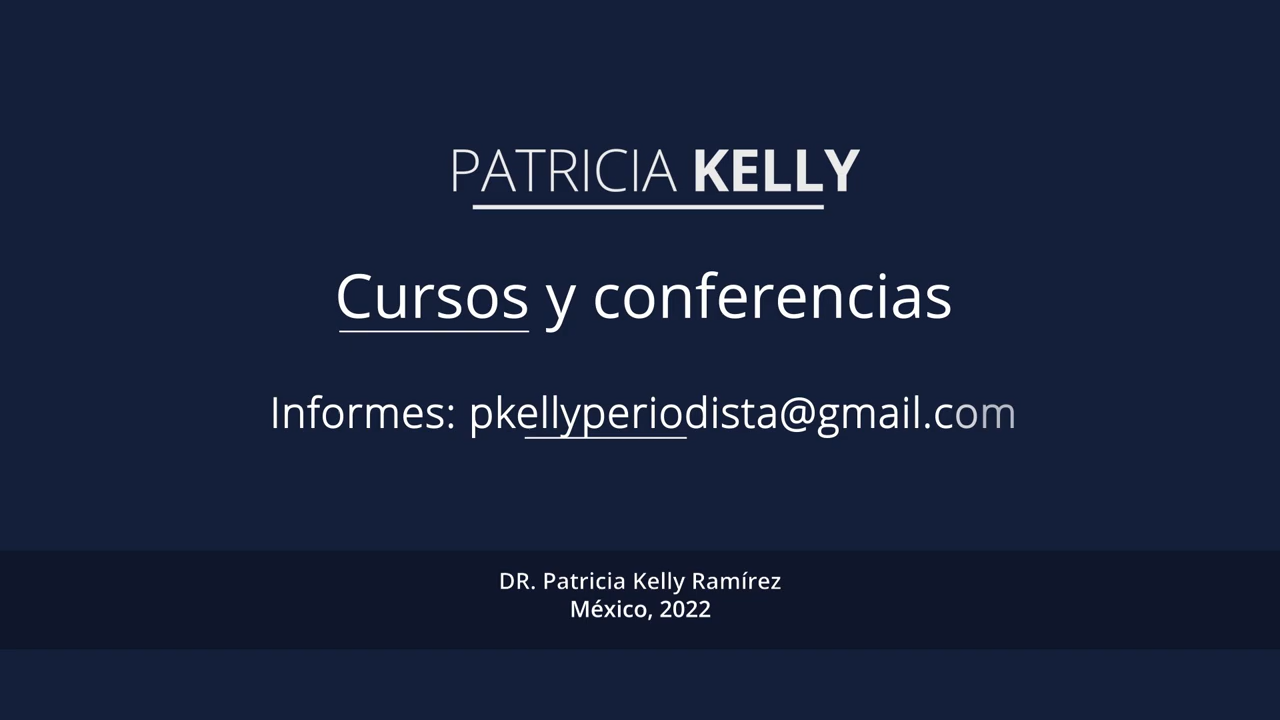 PATRICIA KELLY
Cursos y conferencias
Informes: pkellyperiodista@gmail.com
DR. Patricia Kelly Ramírez
México, 2022